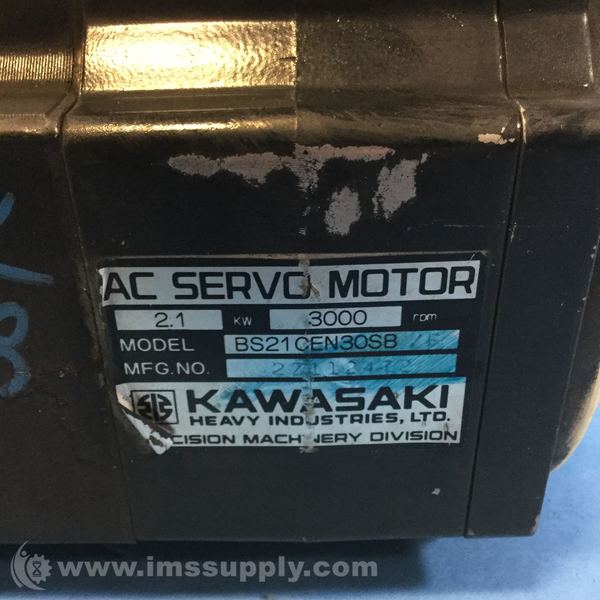 AC SERVO MOTOR
2.1 KW 3000 rpm
MODEL BS21CEN30SB
MFG.NO.
KAWASAKI
HEAVY INDUSTRIES, LTD.
MACHINERY DIVISION
www.imssupply.com